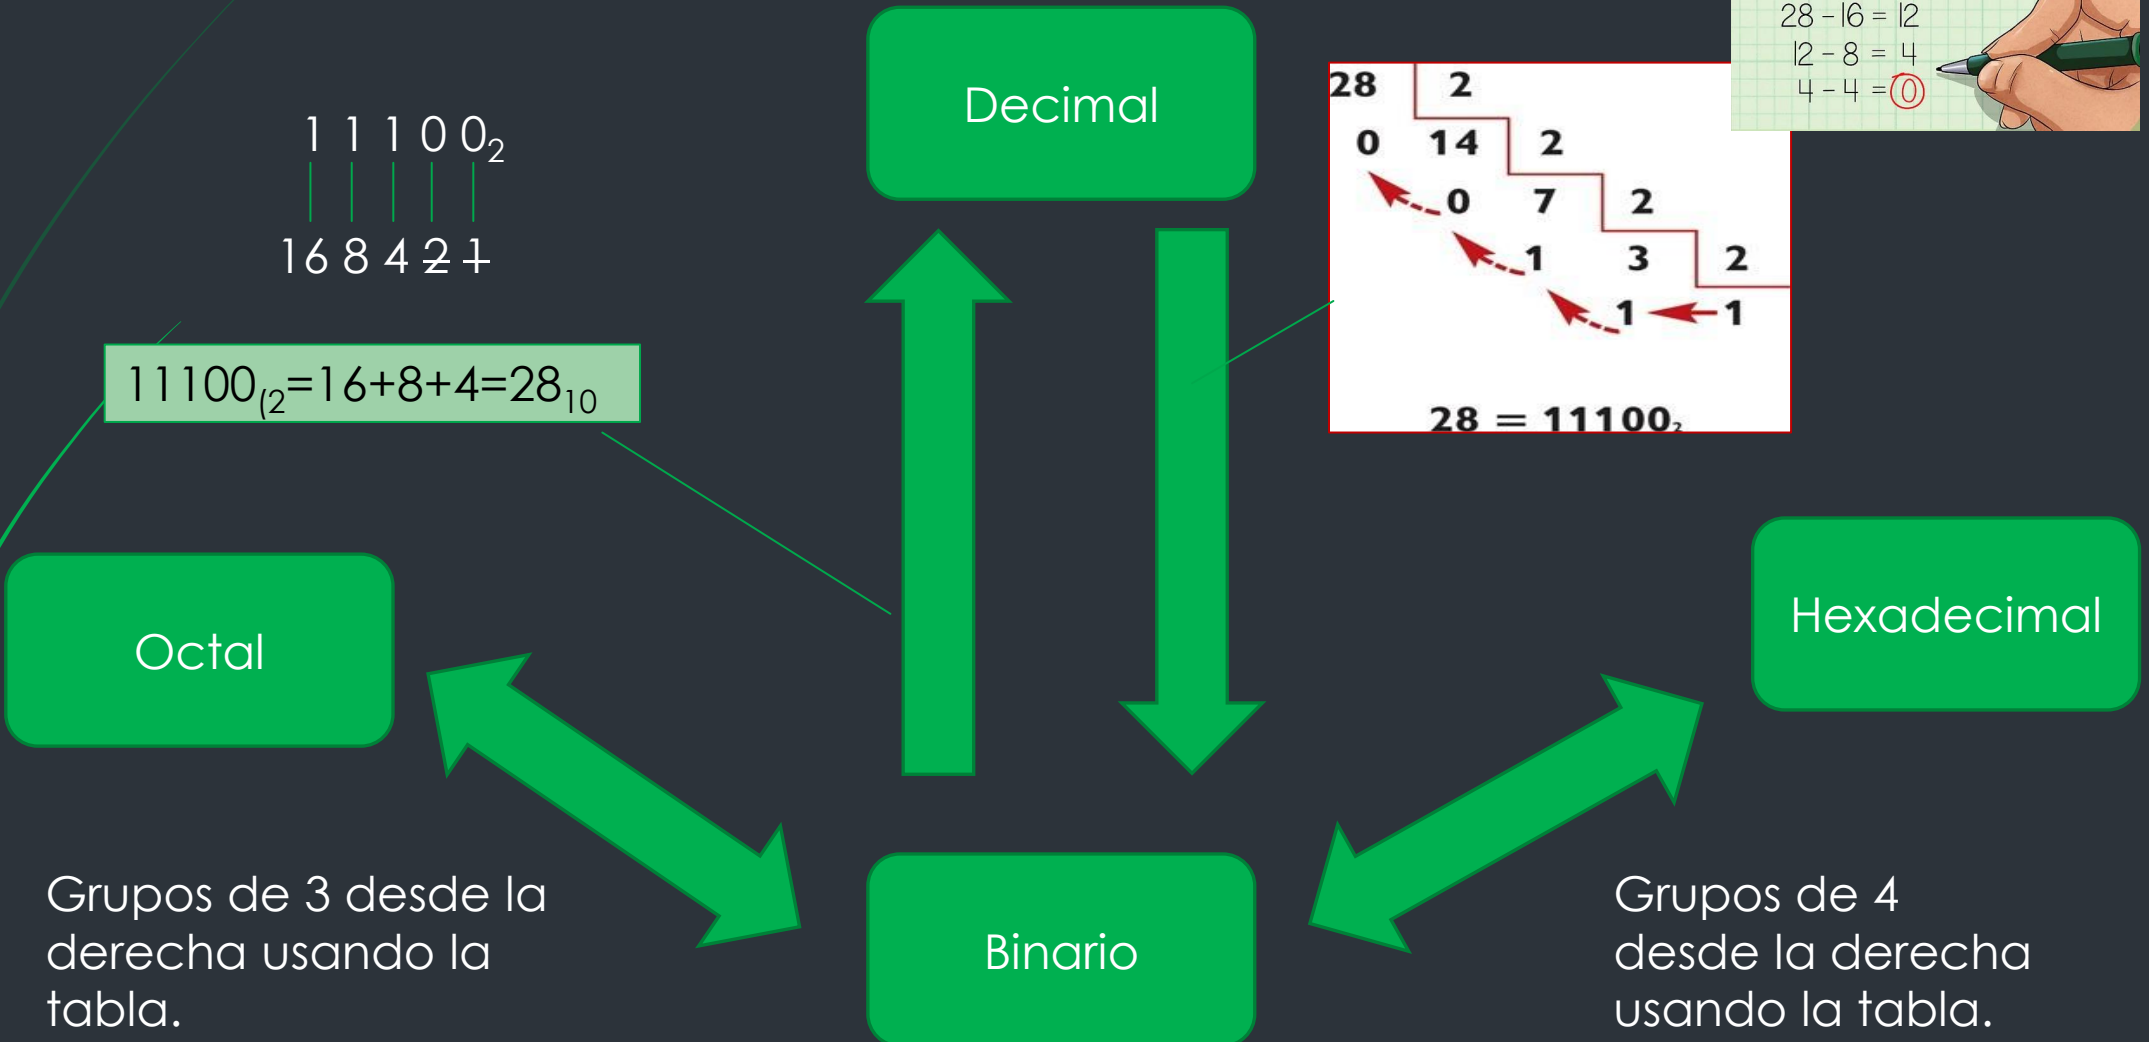 Decimal
28 – 16 = 12
12 – 8 = 4
4 – 4 = 0
1 1 1 0 0₂
16 8 4 2 1
11100₍₂=16+8+4=28₁₀
28 2
0 14 2
0 7 2
1 3 2
1 1
28 = 11100₂
Octal
Hexadecimal
Grupos de 3 desde la
derecha usando la
tabla.
Binario
Grupos de 4
desde la derecha
usando la tabla.